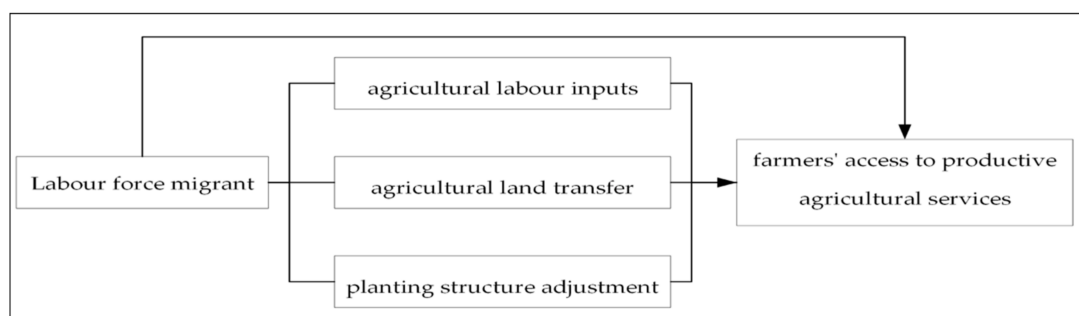 agricultural labour inputs
Labour force migrant
agricultural land transfer
farmers' access to productive
agricultural services
planting structure adjustment